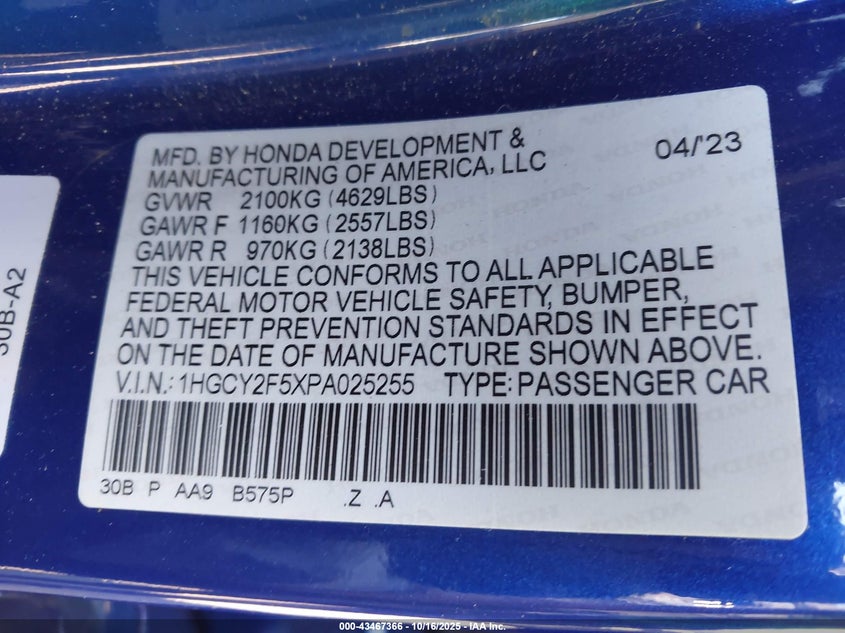 MFD. BY HONDA DEVELOPMENT & 04/'23
MANUFACTURING OF AMERICA, LLC
GVWR 2100KG (4629LBS)
GAWR F 1160KG (2557LBS)
GAWR R 970KG (2138LBS)
THIS VEHICLE CONFORMS TO ALL APPLICABLE
FEDERAL MOTOR VEHICLE SAFETY, BUMPER,
AND THEFT PREVENTION STANDARDS IN EFFECT
ON THE DATE OF MANUFACTURE SHOWN ABOVE.
V.I.N.: 1HGCY2F5XPA025255 TYPE: PASSENGER CAR
30B P AA9 B575P .Z .A
30B-A2
000-43467366 - 10/16/2025 - IAA Inc.